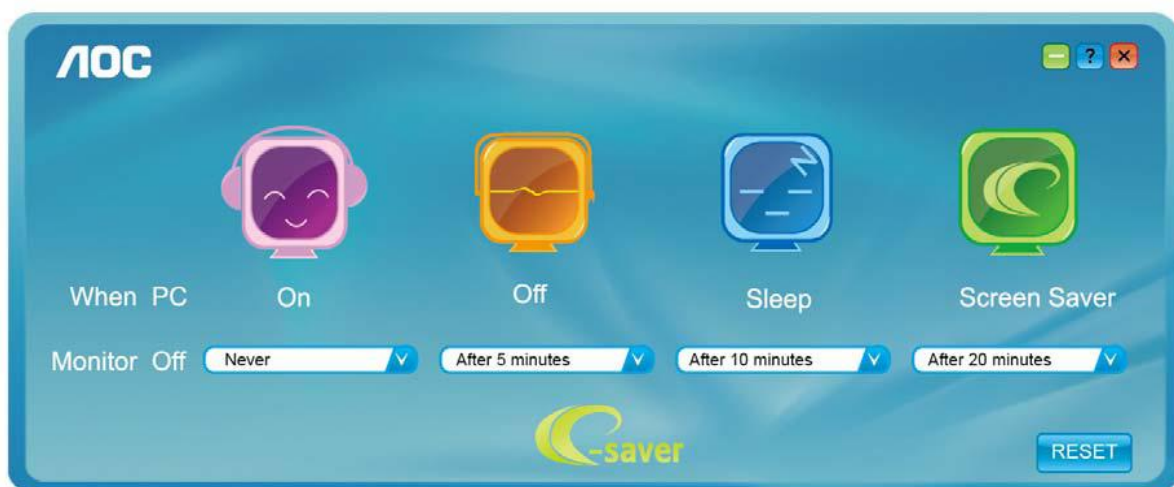 AOC
?
When PC On Off Sleep Screen Saver
Monitor Off Never After 5 minutes After 10 minutes After 20 minutes
e-saver
RESET